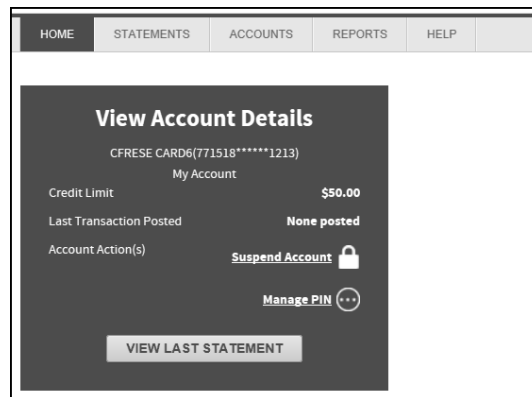 HOME STATEMENTS ACCOUNTS REPORTS HELP
View Account Details
CFRESE CARD6(771518******1213)
My Account
Credit Limit $50.00
Last Transaction Posted None posted
Account Action(s) Suspend Account
Manage PIN
VIEW LAST STATEMENT